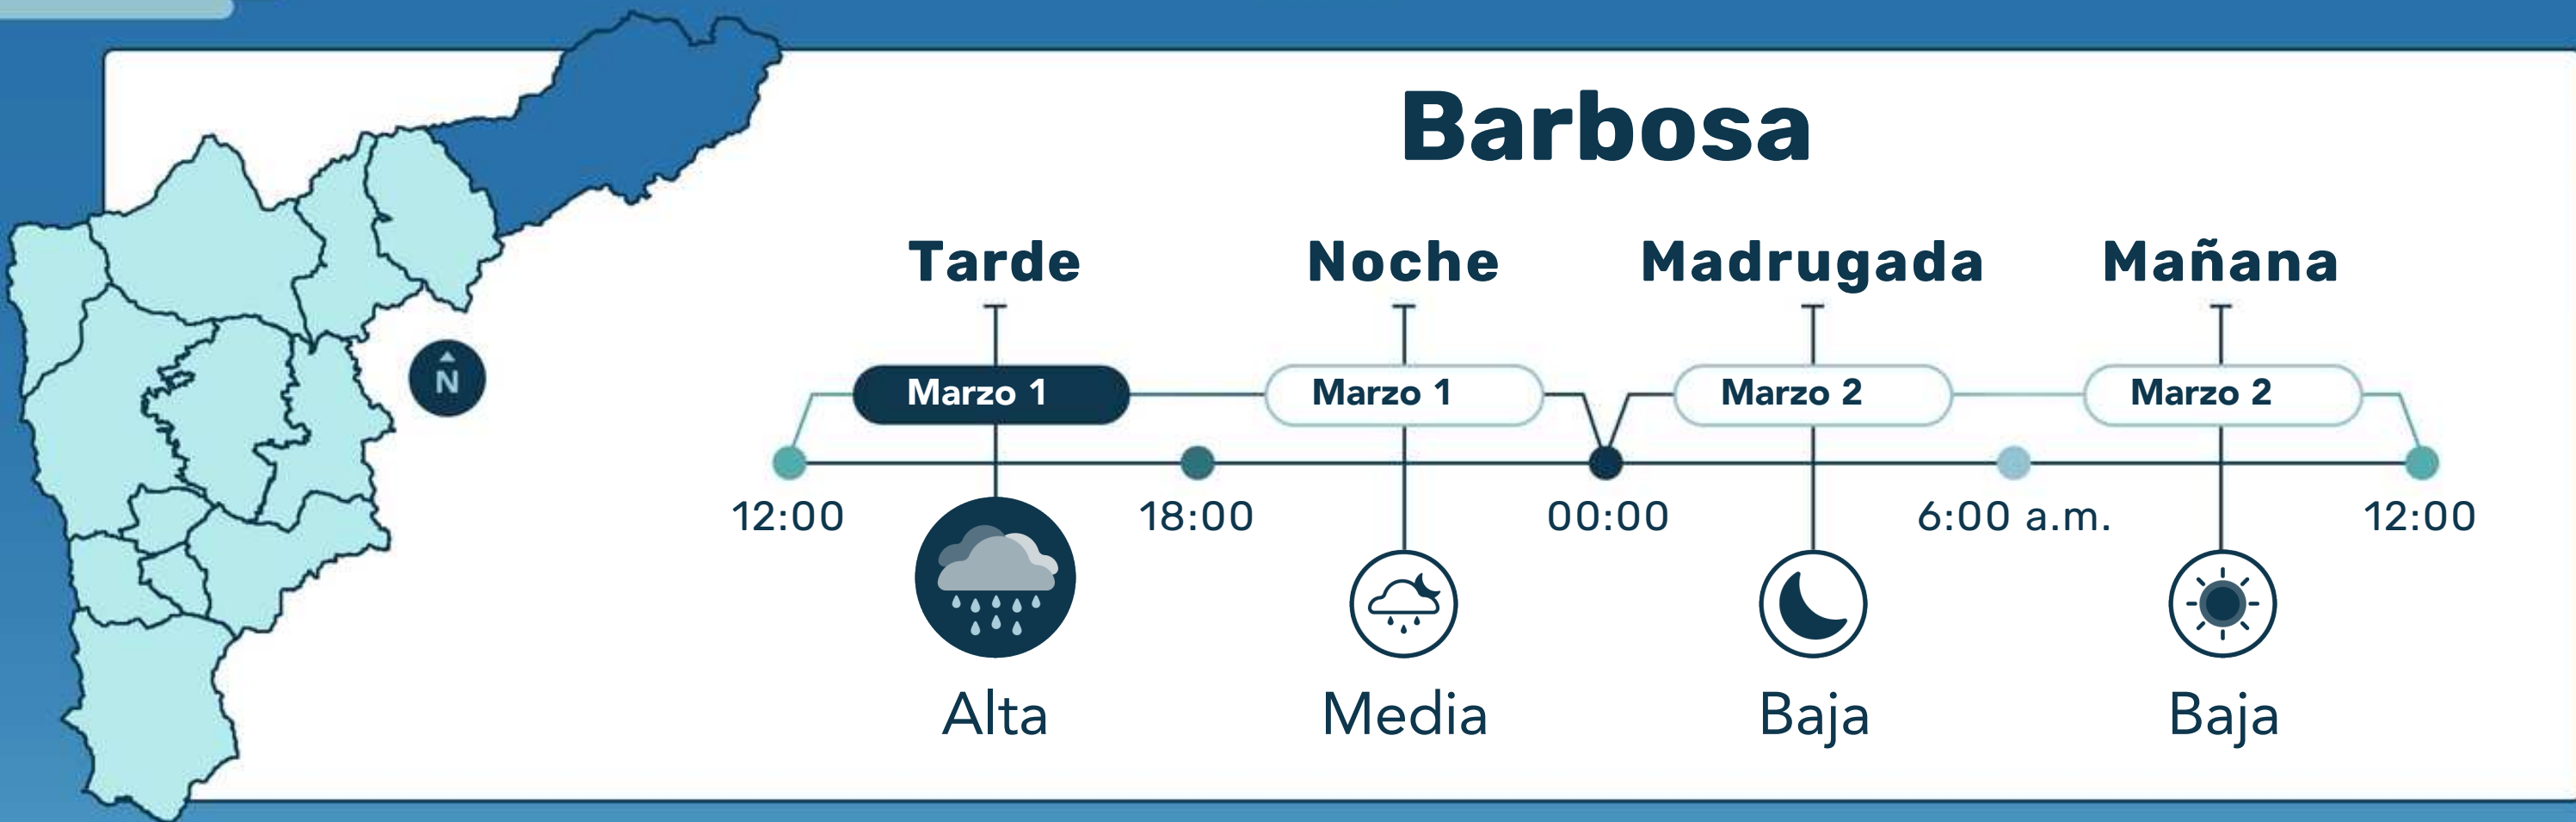 Barbosa
Tarde Noche Madrugada Mañana
Marzo 1 Marzo 1 Marzo 2 Marzo 2
N
12:00 18:00 00:00 6:00 a.m. 12:00
Alta Media Baja Baja